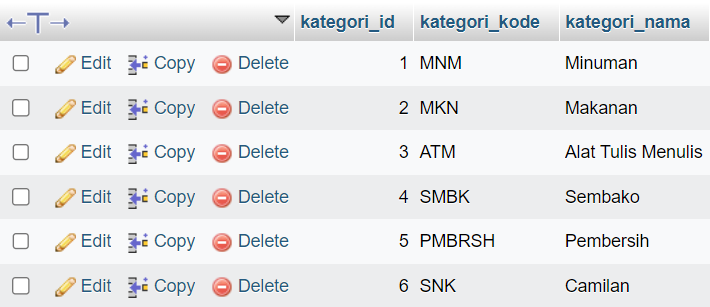 ←T→ kategori_id kategori_kode kategori_nama
Edit Copy Delete 1 MNM Minuman
Edit Copy Delete 2 MKN Makanan
Edit Copy Delete 3 ATM Alat Tulis Menulis
Edit Copy Delete 4 SMBK Sembako
Edit Copy Delete 5 PMBRSH Pembersih
Edit Copy Delete 6 SNK Camilan